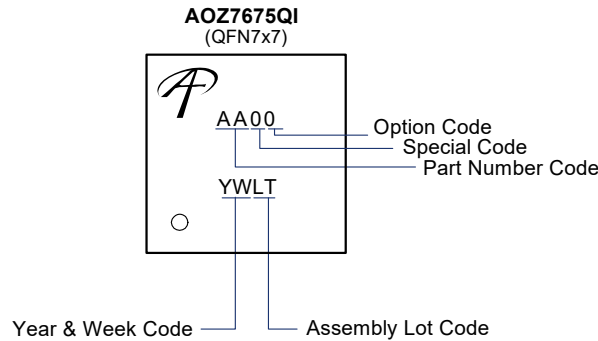 AOZ7675QI
(QFN7x7)
AA00
Option Code
Special Code
Part Number Code
YWLT
Year & Week Code
Assembly Lot Code